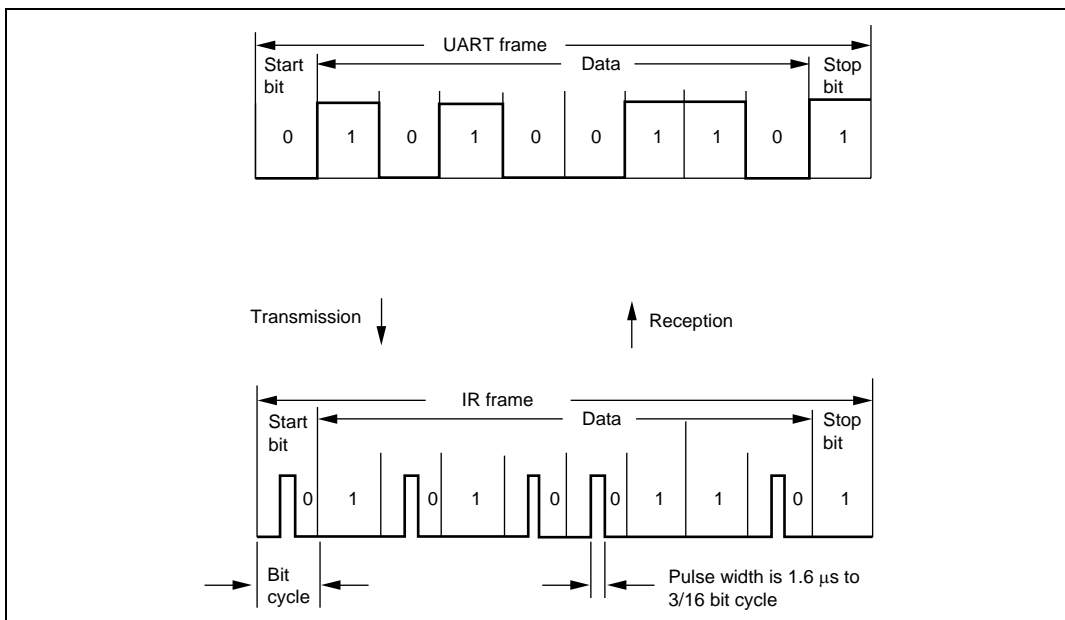 UART frame
Start bit
Data
Stop bit
0 1 0 1 0 0 1 1 0 1
Transmission
Reception
IR frame
Start bit
Data
Stop bit
0 1 0 1 0 0 1 1 0 1
Bit cycle
Pulse width is 1.6 μs to
3/16 bit cycle